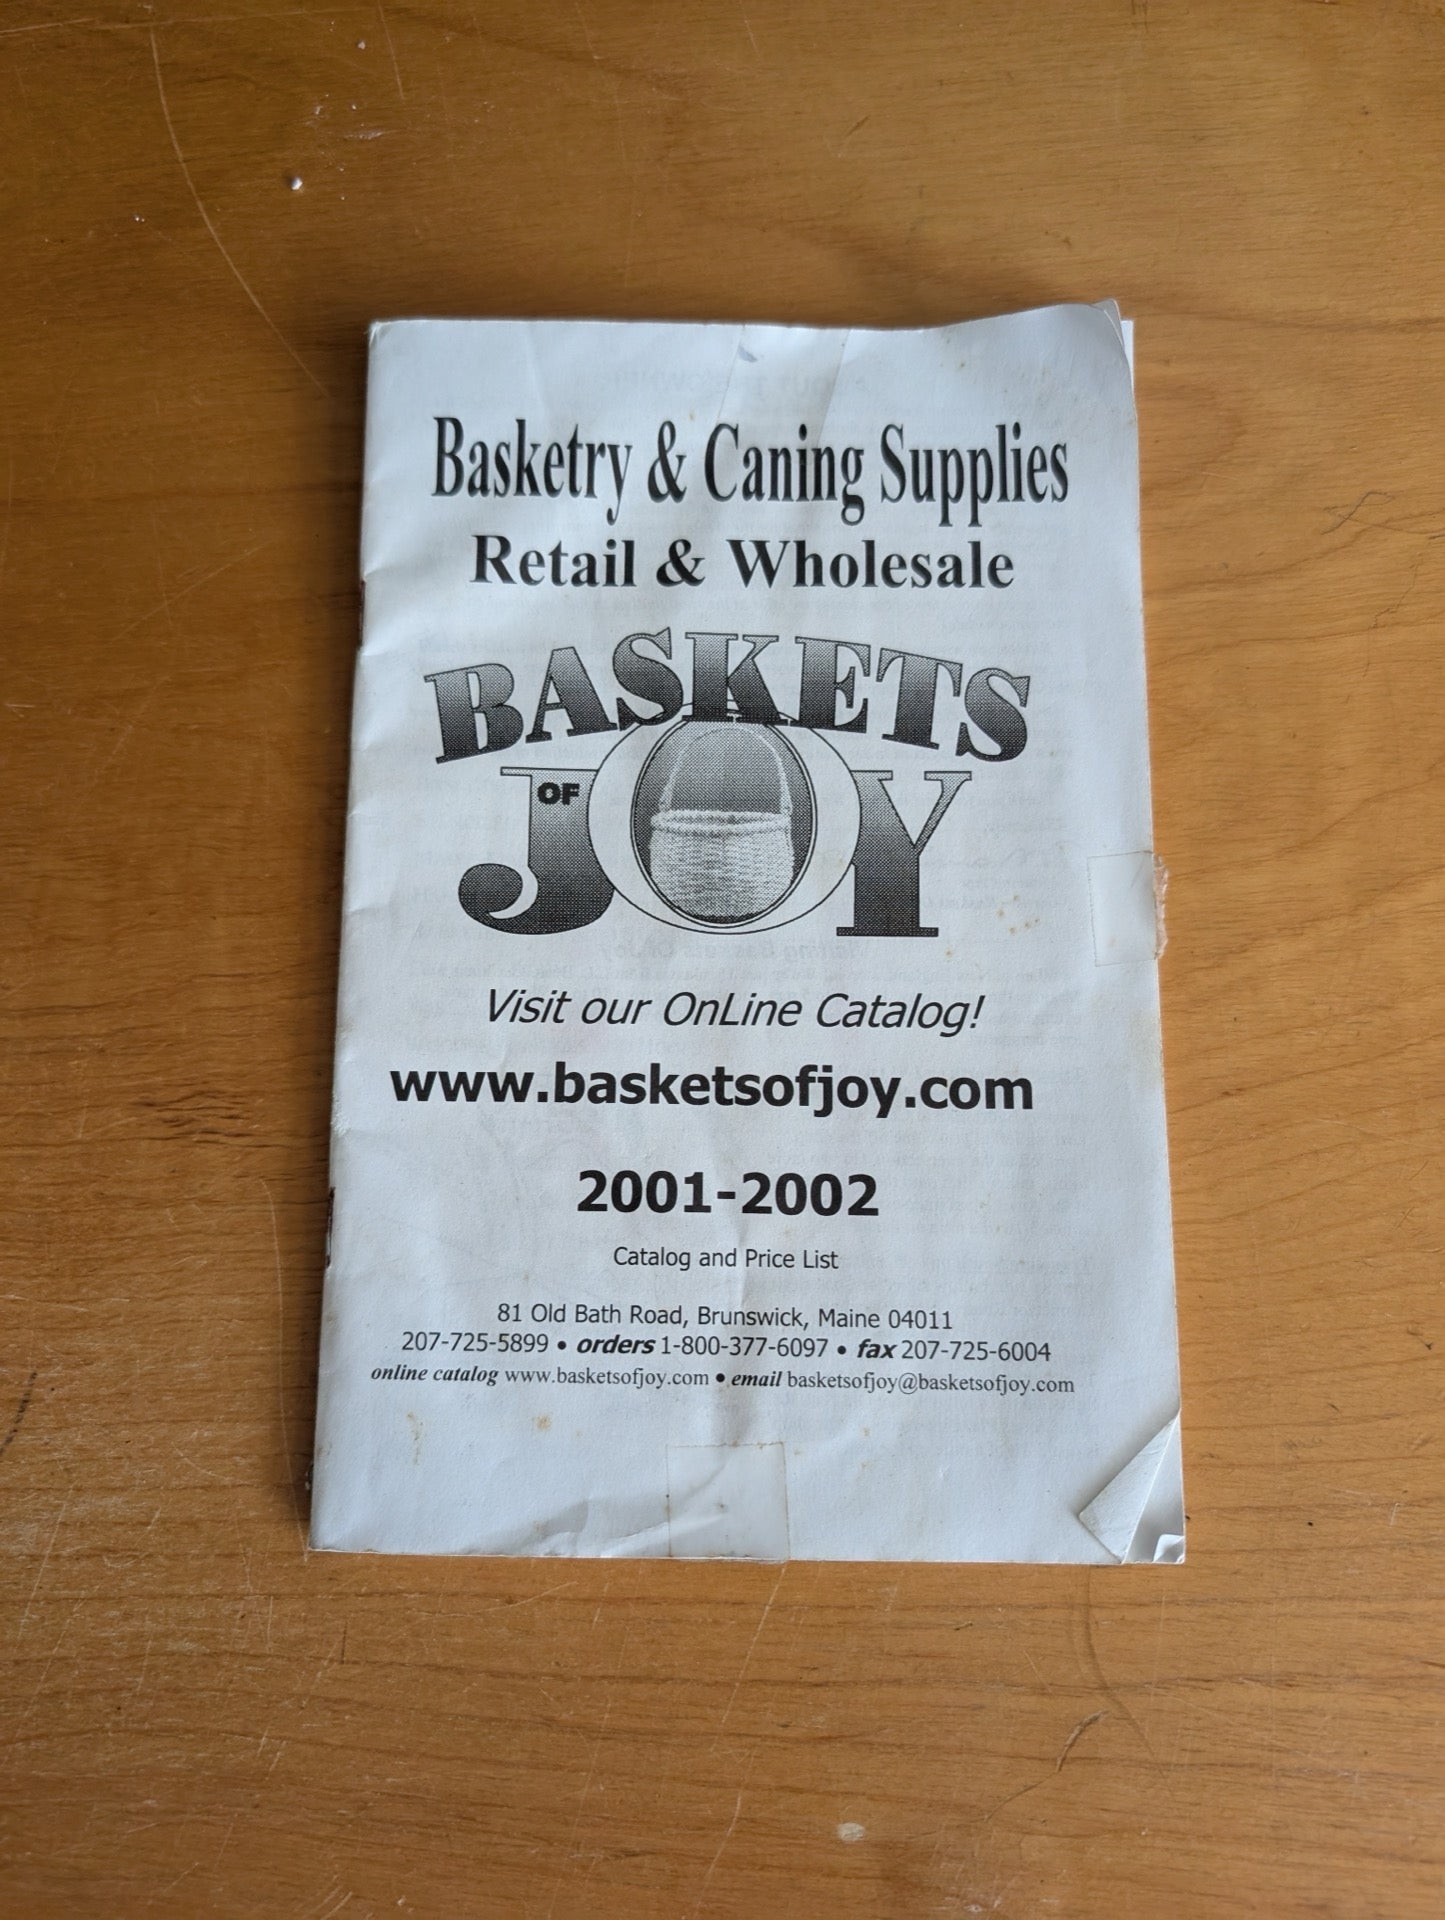 Basketry & Caning Supplies
Retail & Wholesale
BASKETS
OF
JOY
Visit our OnLine Catalog!
www.basketsofjoy.com
2001-2002
Catalog and Price List
81 Old Bath Road, Brunswick, Maine 04011
207-725-5899 • orders 1-800-377-6097 • fax 207-725-6004
online catalog www.basketsofjoy.com • email basketsofjoy@basketsofjoy.com